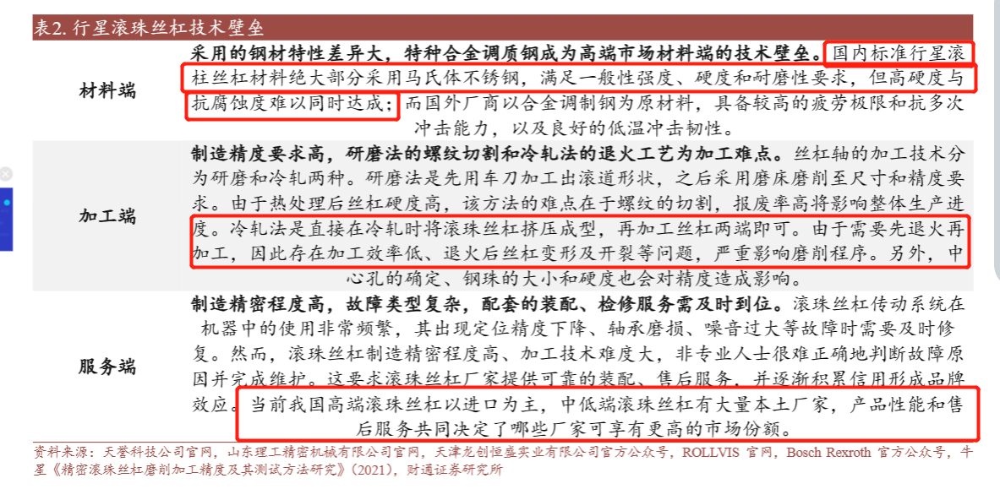 表2. 行星滚珠丝杠技术壁垒
材料端
采用的钢材特性差异大，特种合金调质钢成为高端市场材料端的技术壁垒。国内标准行星滚
柱丝杠材料绝大部分采用马氏体不锈钢，满足一般性强度、硬度和耐磨性要求，但高硬度与
抗腐蚀度难以同时达成；而国外厂商以合金调制钢为原材料，具备较高的疲劳极限和抗多次
冲击能力，以及良好的低温冲击韧性。
加工端
制造精度要求高，研磨法的螺纹切割和冷轧法的退火工艺为加工难点。丝杠轴的加工技术分
为研磨和冷轧两种。研磨法是先用车刀加工出滚道形状，之后采用磨床磨削至尺寸和精度要
求。由于热处理后丝杠硬度高，该方法的难点在于螺纹的切割，报废率高将影响整体生产进
度。冷轧法是直接在冷轧时将滚珠丝杠挤压成型，再加工丝杠两端即可。由于需要先退火再
加工，因此存在加工效率低、退火后丝杠变形及开裂等问题，严重影响磨削程序。另外，中
心孔的确定、钢珠的大小和硬度也会对精度造成影响。
服务端
制造精密程度高，故障类型复杂，配套的装配、检修服务需及时到位。滚珠丝杠传动系统在
机器中的使用非常频繁，其出现定位精度下降、轴承磨损、噪音过大等故障时需要及时修
复。然而，滚珠丝杠制造精密程度高、加工技术难度大，非专业人士很难正确地判断故障原
因并完成维护。这要求滚珠丝杠厂家提供可靠的装配、售后服务，并逐渐积累信用形成品牌
效应。当前我国高端滚珠丝杠以进口为主，中低端滚珠丝杠有大量本土厂家，产品性能和售
后服务共同决定了哪些厂家可享有更高的市场份额。
资料来源：天誉科技公司官网，山东理工精密机械有限公司官网，天津龙创恒盛实业有限公司官方公众号，ROLLVIS 官网，Bosch Rexroth 官方公众号，牛
星《精密滚珠丝杠磨削加工精度及其测试方法研究》（2021），财通证券研究所